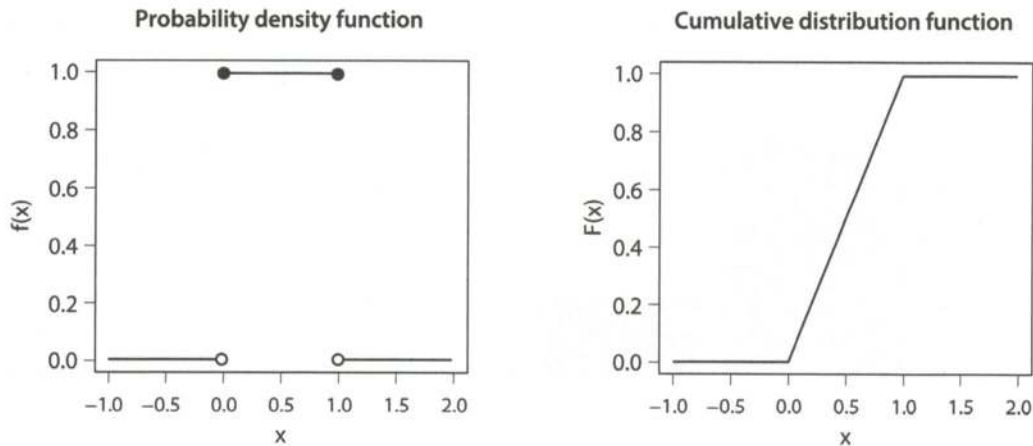 Probability density function
1.0
0.8
0.6
0.4
0.2
0.0
f(x)
−1.0 −0.5 0.0 0.5 1.0 1.5 2.0
x
Cumulative distribution function
1.0
0.8
0.6
0.4
0.2
0.0
F(x)
−1.0 −0.5 0.0 0.5 1.0 1.5 2.0
x